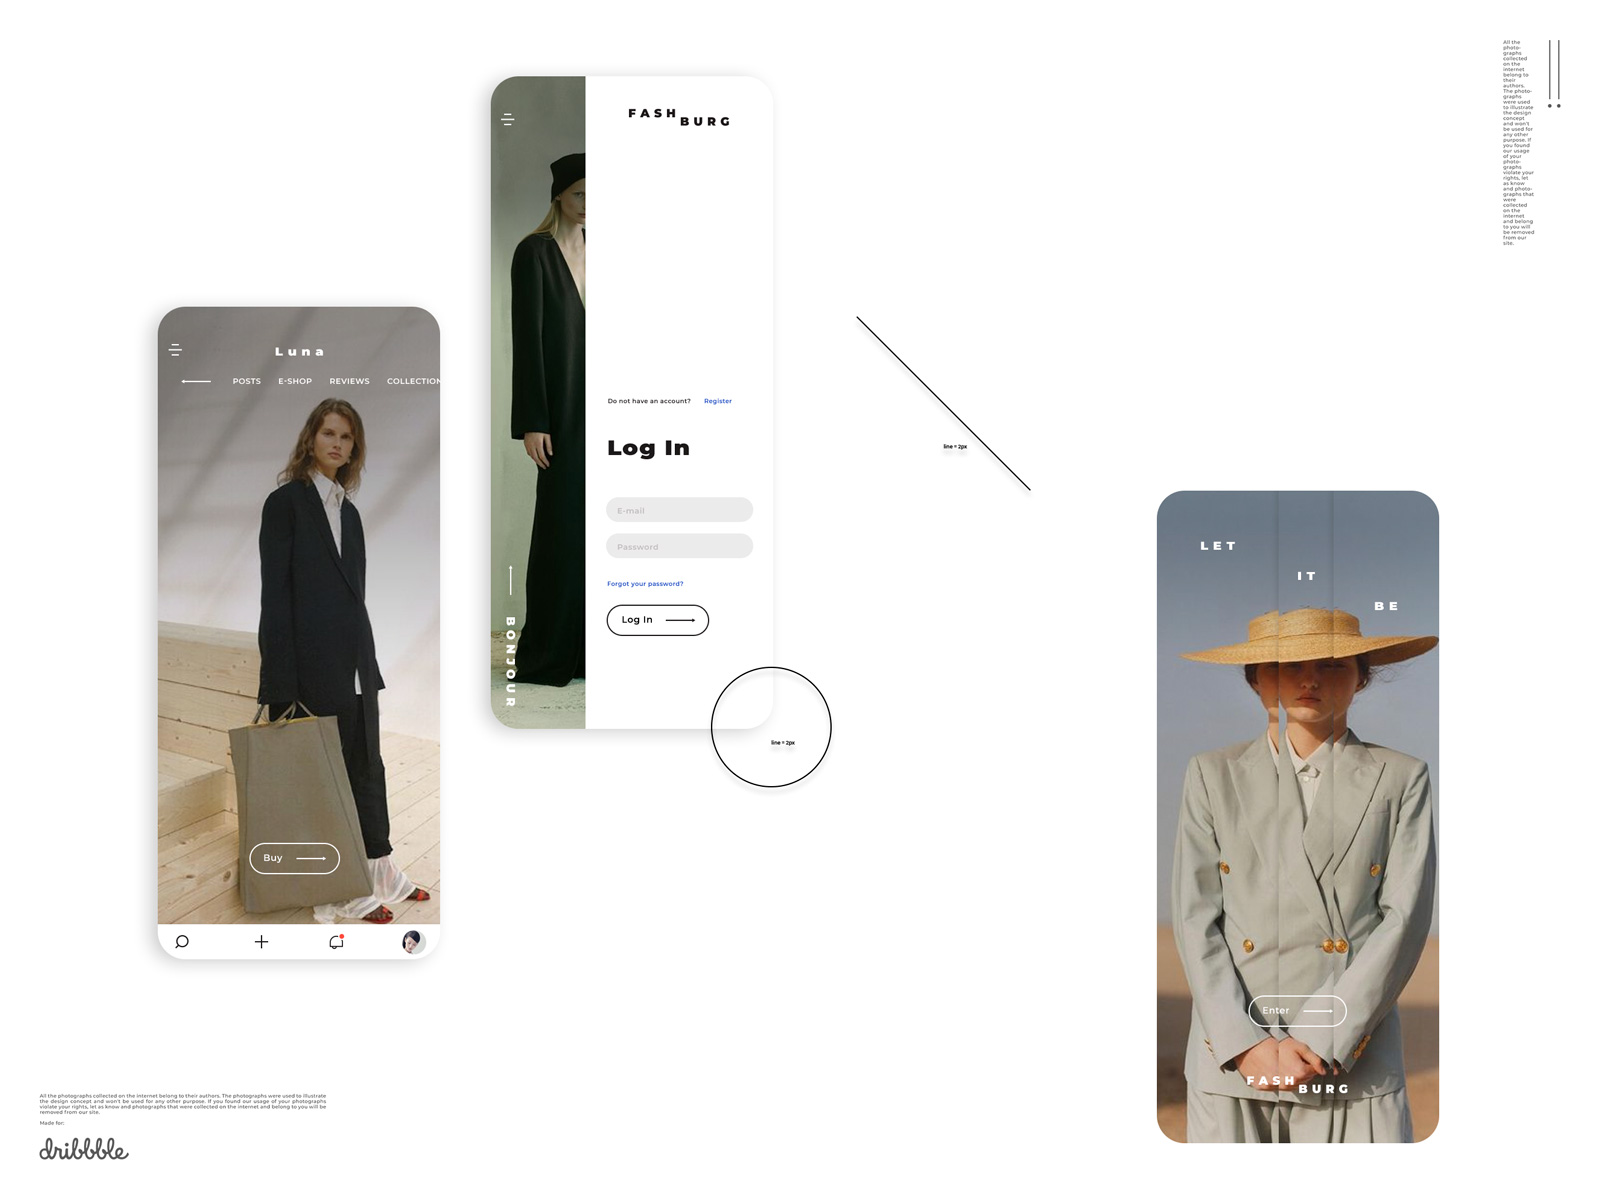 All the
photo-
graphs
collected
on the
internet
belong to
their
authors.
The photo-
graphs
were used
to illustrate
the design
concept
and won't
be used for
any other
purpose. If
you found
our usage
of your
photo-
graphs
violate your
rights, let
as know
and photo-
graphs that
were
collected
on the
internet
and belong
to you will
be removed
from our
site.
FASH
BURG
Do not have an account? Register
Log In
E-mail
Password
Forgot your password?
Log In
BONJOUR
Luna
POSTS E-SHOP REVIEWS COLLECTION
Buy
line = 2px
line = 2px
LET
IT
BE
Enter
FASH
BURG
All the photographs collected on the internet belong to their authors. The photographs were used to illustrate
the design concept and won't be used for any other purpose. If you found our usage of your photographs
violate your rights, let as know and photographs that were collected on the internet and belong to you will be
removed from our site.
Made for:
dribbble